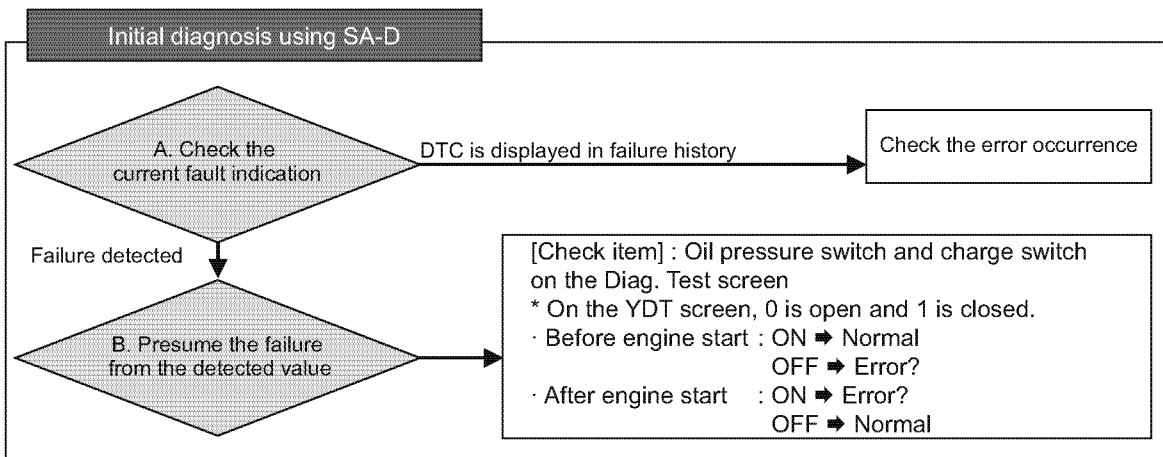 Initial diagnosis using SA-D
A. Check the
current fault indication
DTC is displayed in failure history
Check the error occurrence
Failure detected
B. Presume the failure
from the detected value
[Check item] : Oil pressure switch and charge switch
on the Diag. Test screen
* On the YDT screen, 0 is open and 1 is closed.
· Before engine start : ON ➡ Normal
OFF ➡ Error?
· After engine start : ON ➡ Error?
OFF ➡ Normal